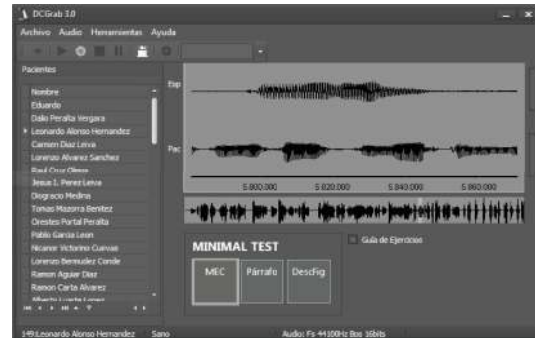 DCGrab 3.0
Archivo Audio Herramientas Ayuda
Pacientes
Nombre
Eduardo
Dalio Peralta Vergara
Leonardo Alonso Hernandez
Carmen Diaz Leiva
Lorenzo Alvarez Sanchez
Raul Cruz
Jesus I. Perez Leiva
Diogracio Medina
Tomas Mazorra Benitez
Orestes Portal Peralta
Pablo Garcia Leon
Nicanor Victorino Cuevas
Lorenzo Bermudez Conde
Ramon Aguiar Diaz
Ramon Carta Alvarez
Esp
Pac
5.800.000 5.820.000 5.840.000 5.860.000
MINIMAL TEST
MEC Párrafo DescFig
Guía de Ejercicios
149:Leonardo Alonso Hernandez Sano Audio: Fs 44100Hz Bos 16bits